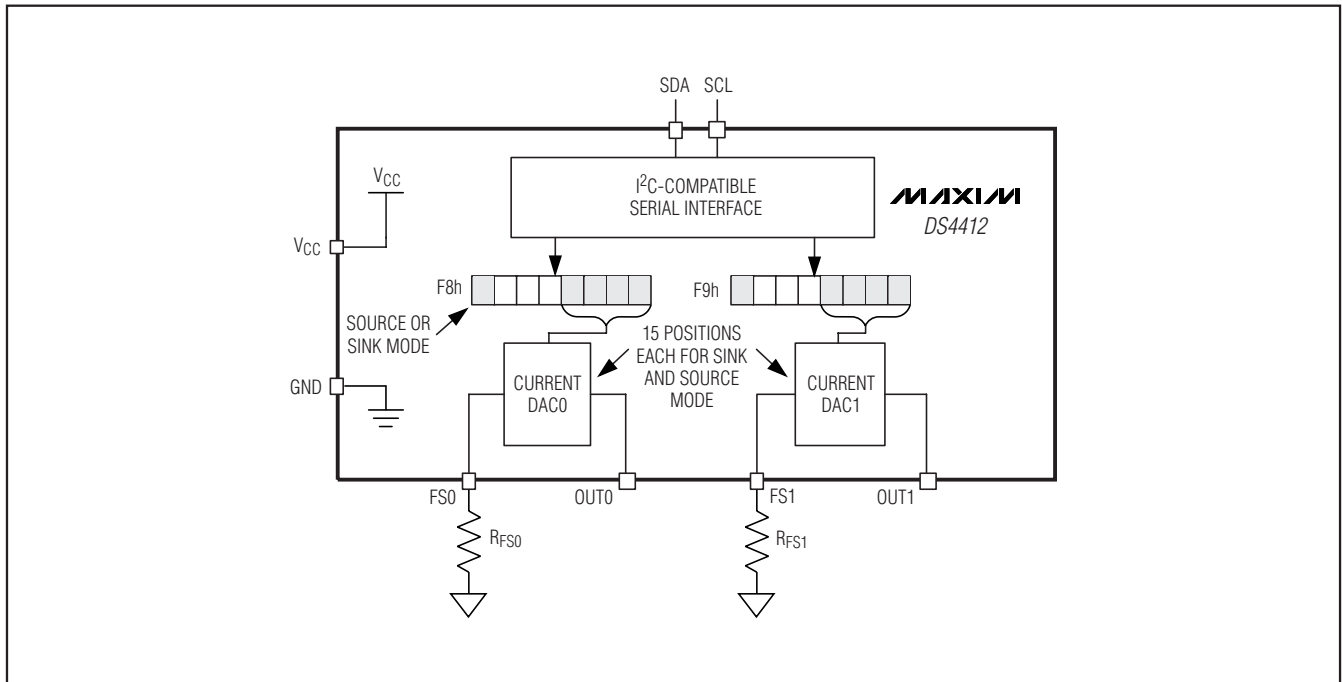 SDA SCL
VCC
I2C-COMPATIBLE
SERIAL INTERFACE
MAXIM
DS4412
VCC
F8h
F9h
SOURCE OR
SINK MODE
15 POSITIONS
EACH FOR SINK
AND SOURCE
MODE
GND
CURRENT
DAC0
CURRENT
DAC1
FS0
OUT0
FS1
OUT1
RFS0
RFS1